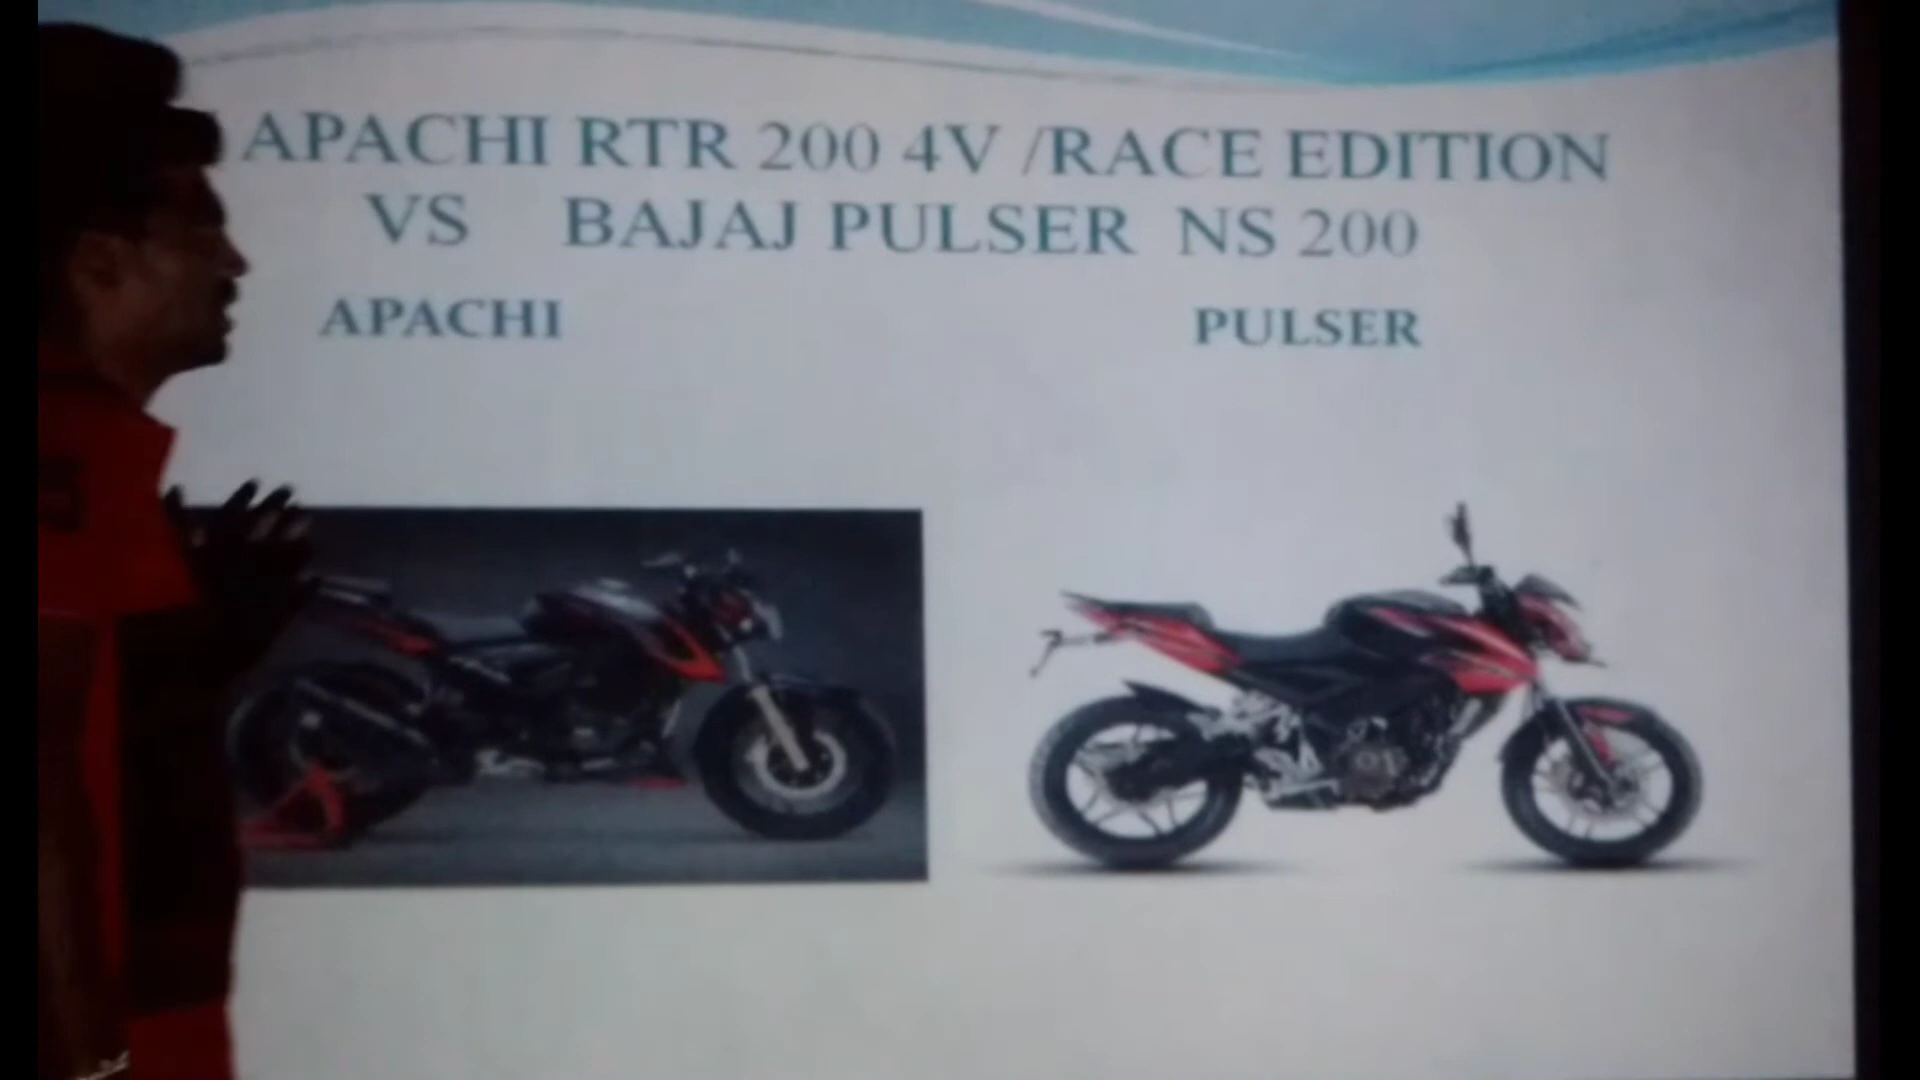 APACHI RTR 200 4V /RACE EDITION
VS BAJAJ PULSER NS 200
APACHI PULSER